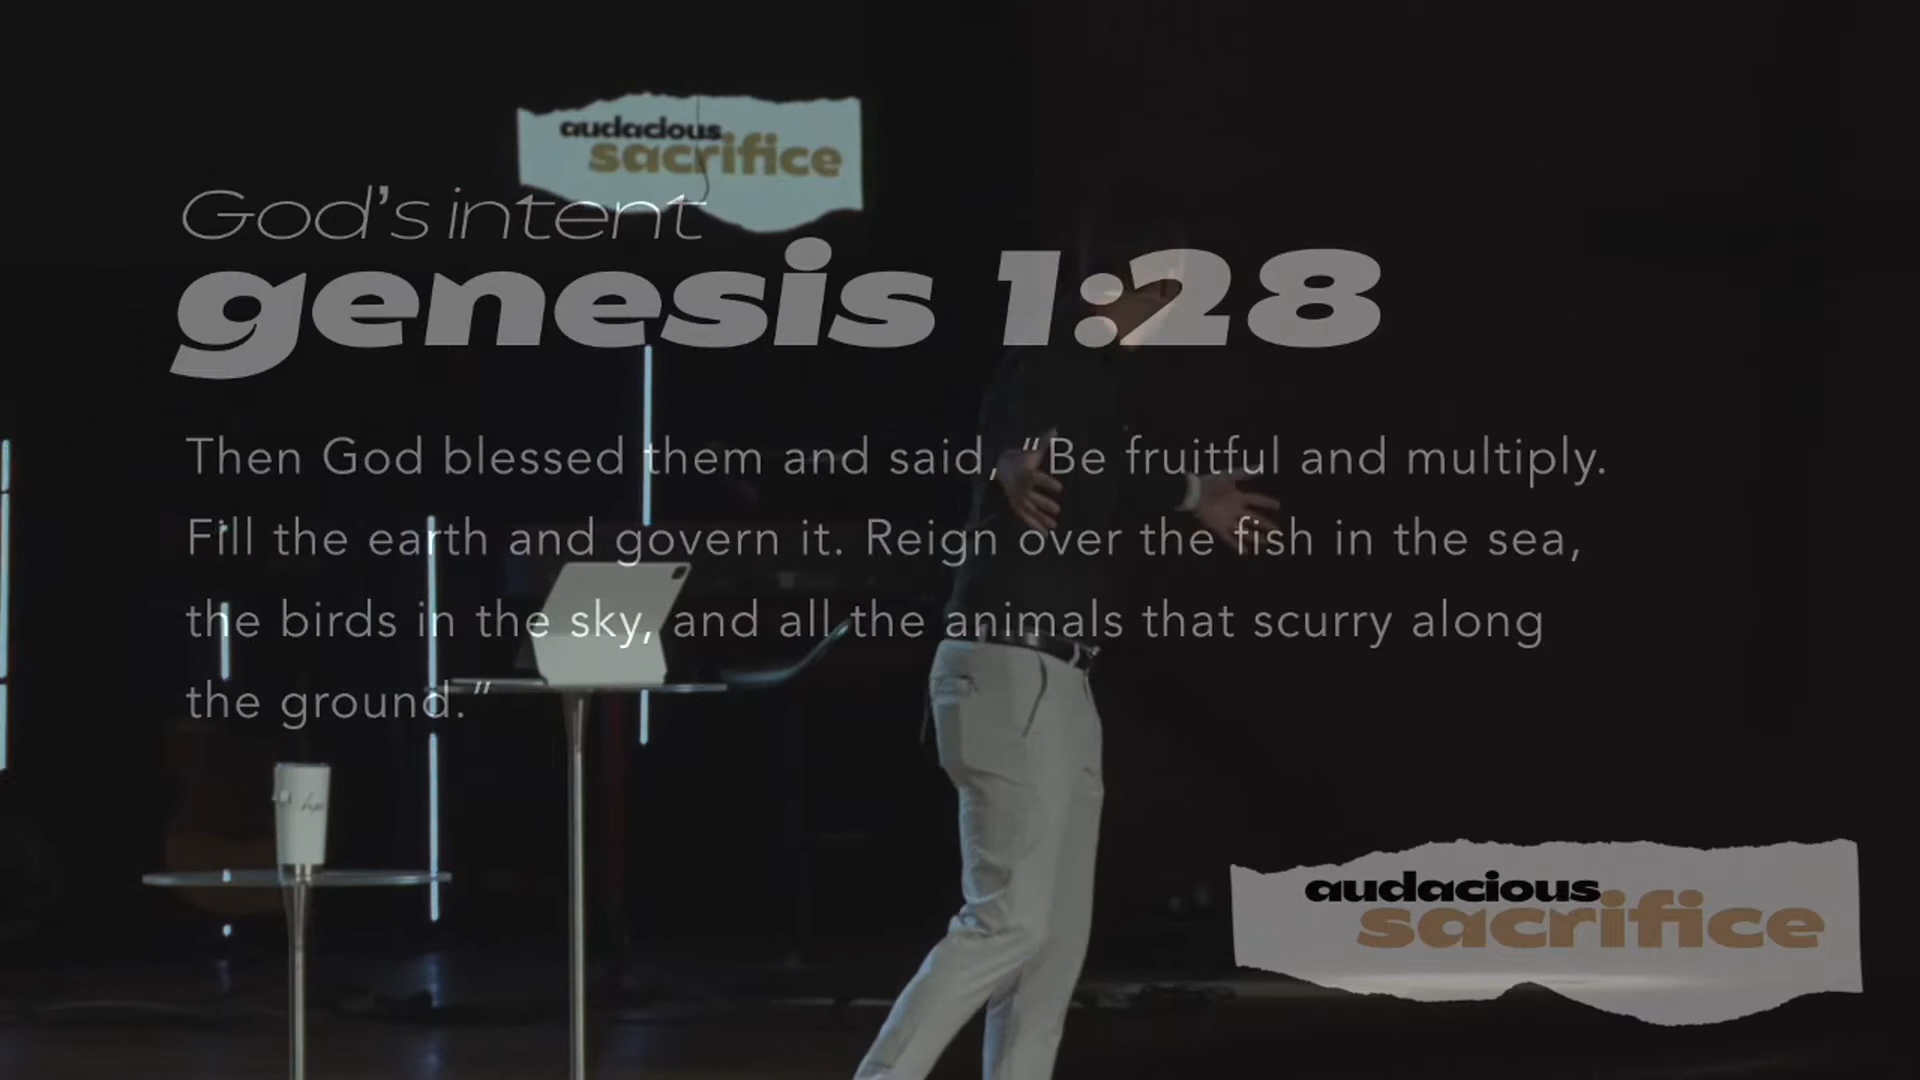 audacious
sacrifice
God's intent
genesis 1:28
Then God blessed them and said, “Be fruitful and multiply.
Fill the earth and govern it. Reign over the fish in the sea,
the birds in the sky, and all the animals that scurry along
the ground.”
audacious
sacrifice